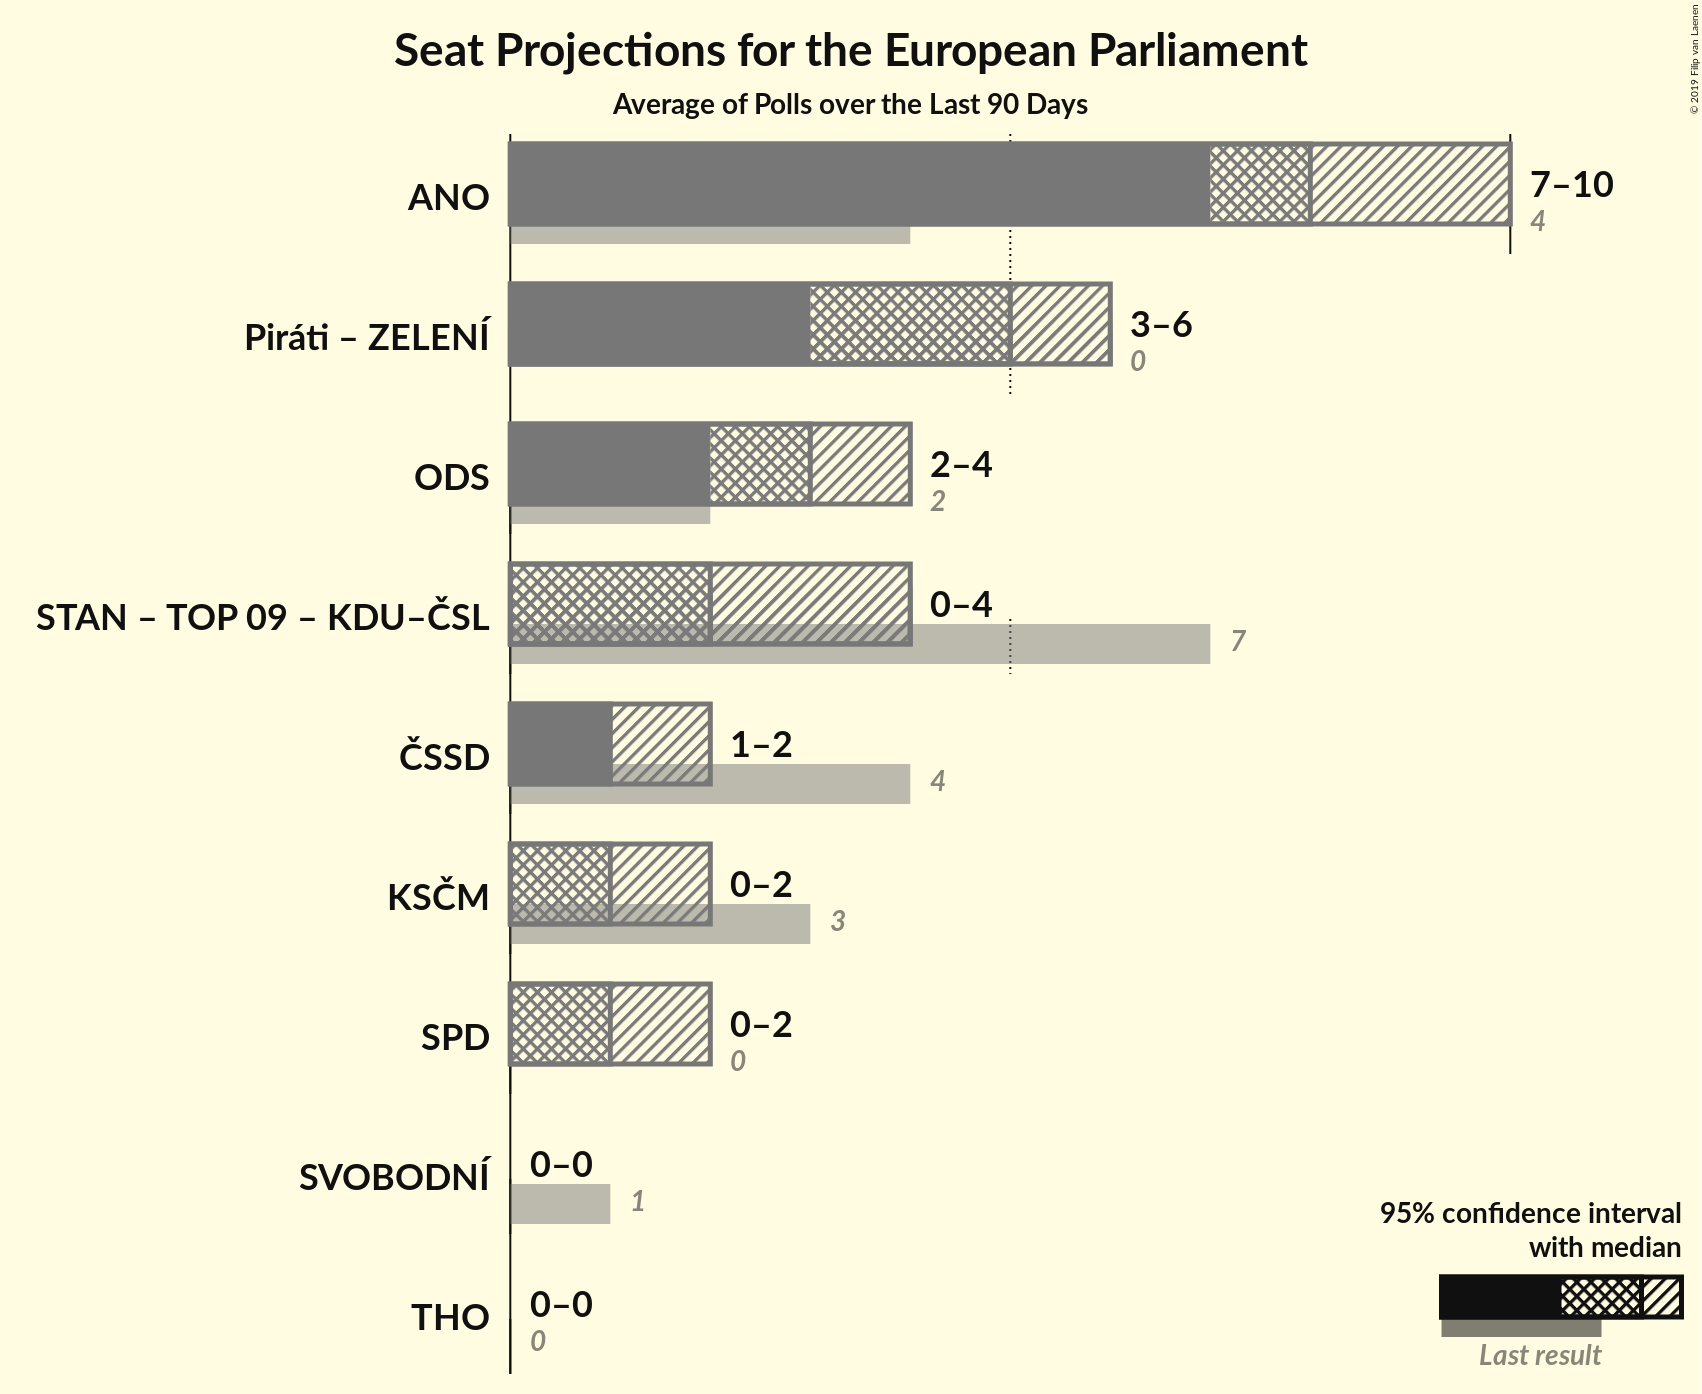 Seat Projections for the European Parliament
Average of Polls over the Last 90 Days
© 2019 Filip van Laenen
ANO
7–10
4
Piráti – ZELENÍ
3–6
0
ODS
2–4
2
STAN – TOP 09 – KDU–ČSL
0–4
7
ČSSD
1–2
4
KSČM
0–2
3
SPD
0–2
0
SVOBODNÍ
0–0
1
THO
0–0
0
95% confidence interval
with median
Last result